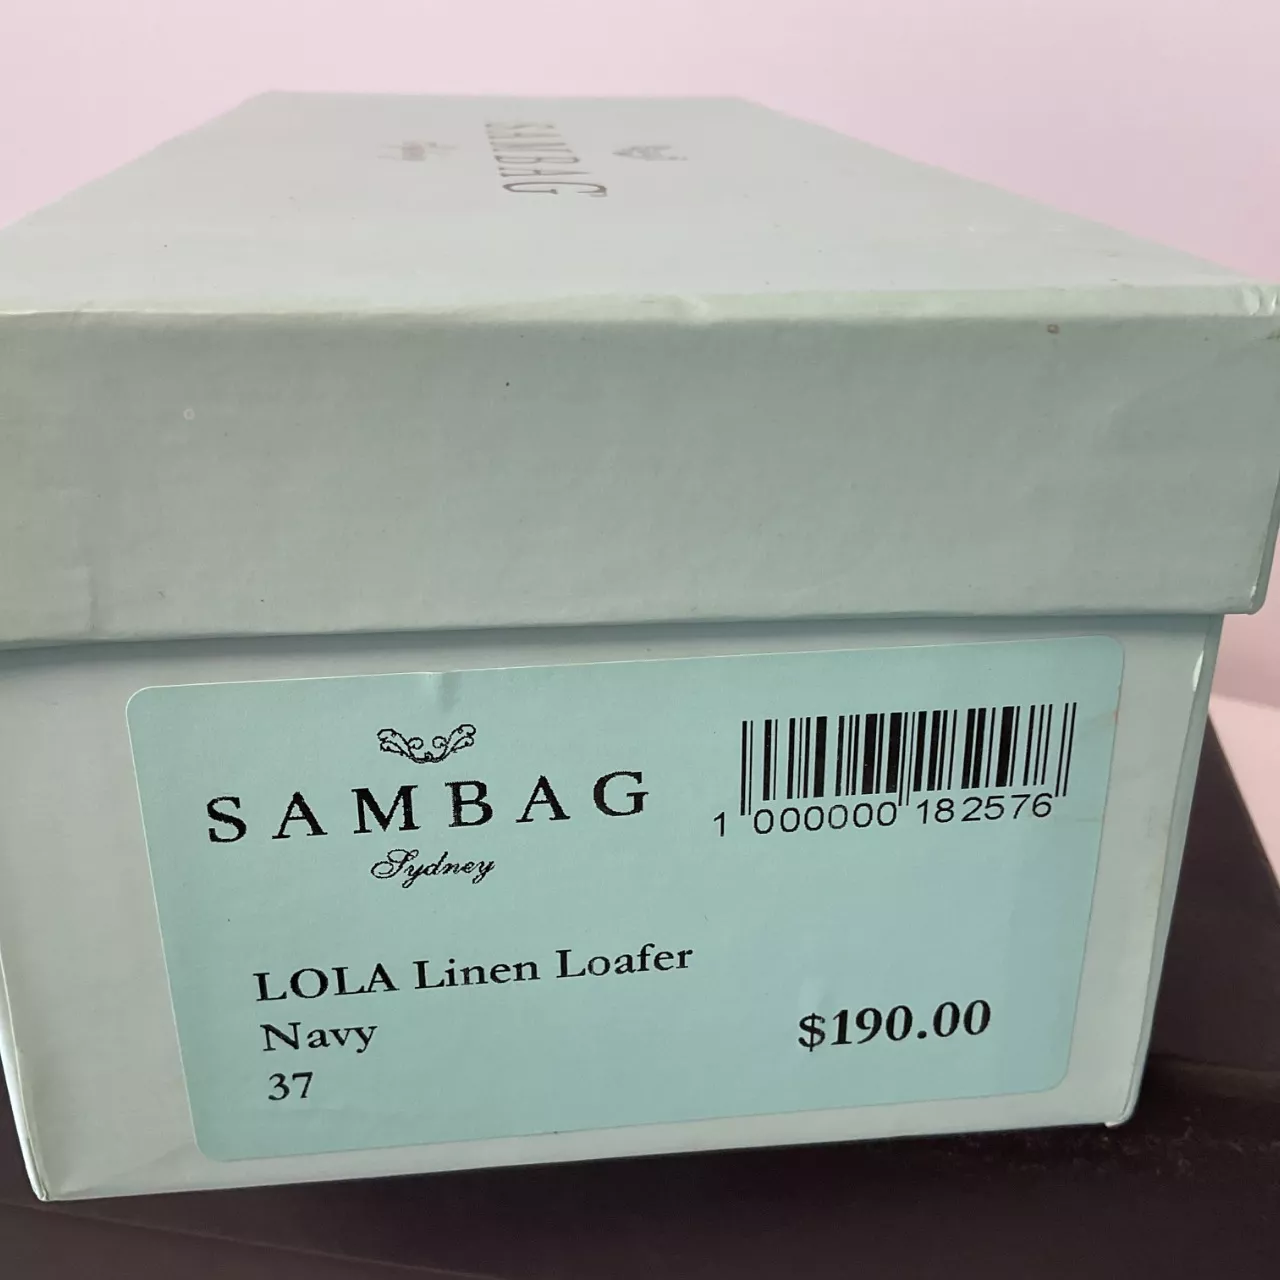 SAMBAG
SAMBAG
Sydney
1 000000 182576
LOLA Linen Loafer
Navy
37
$190.00